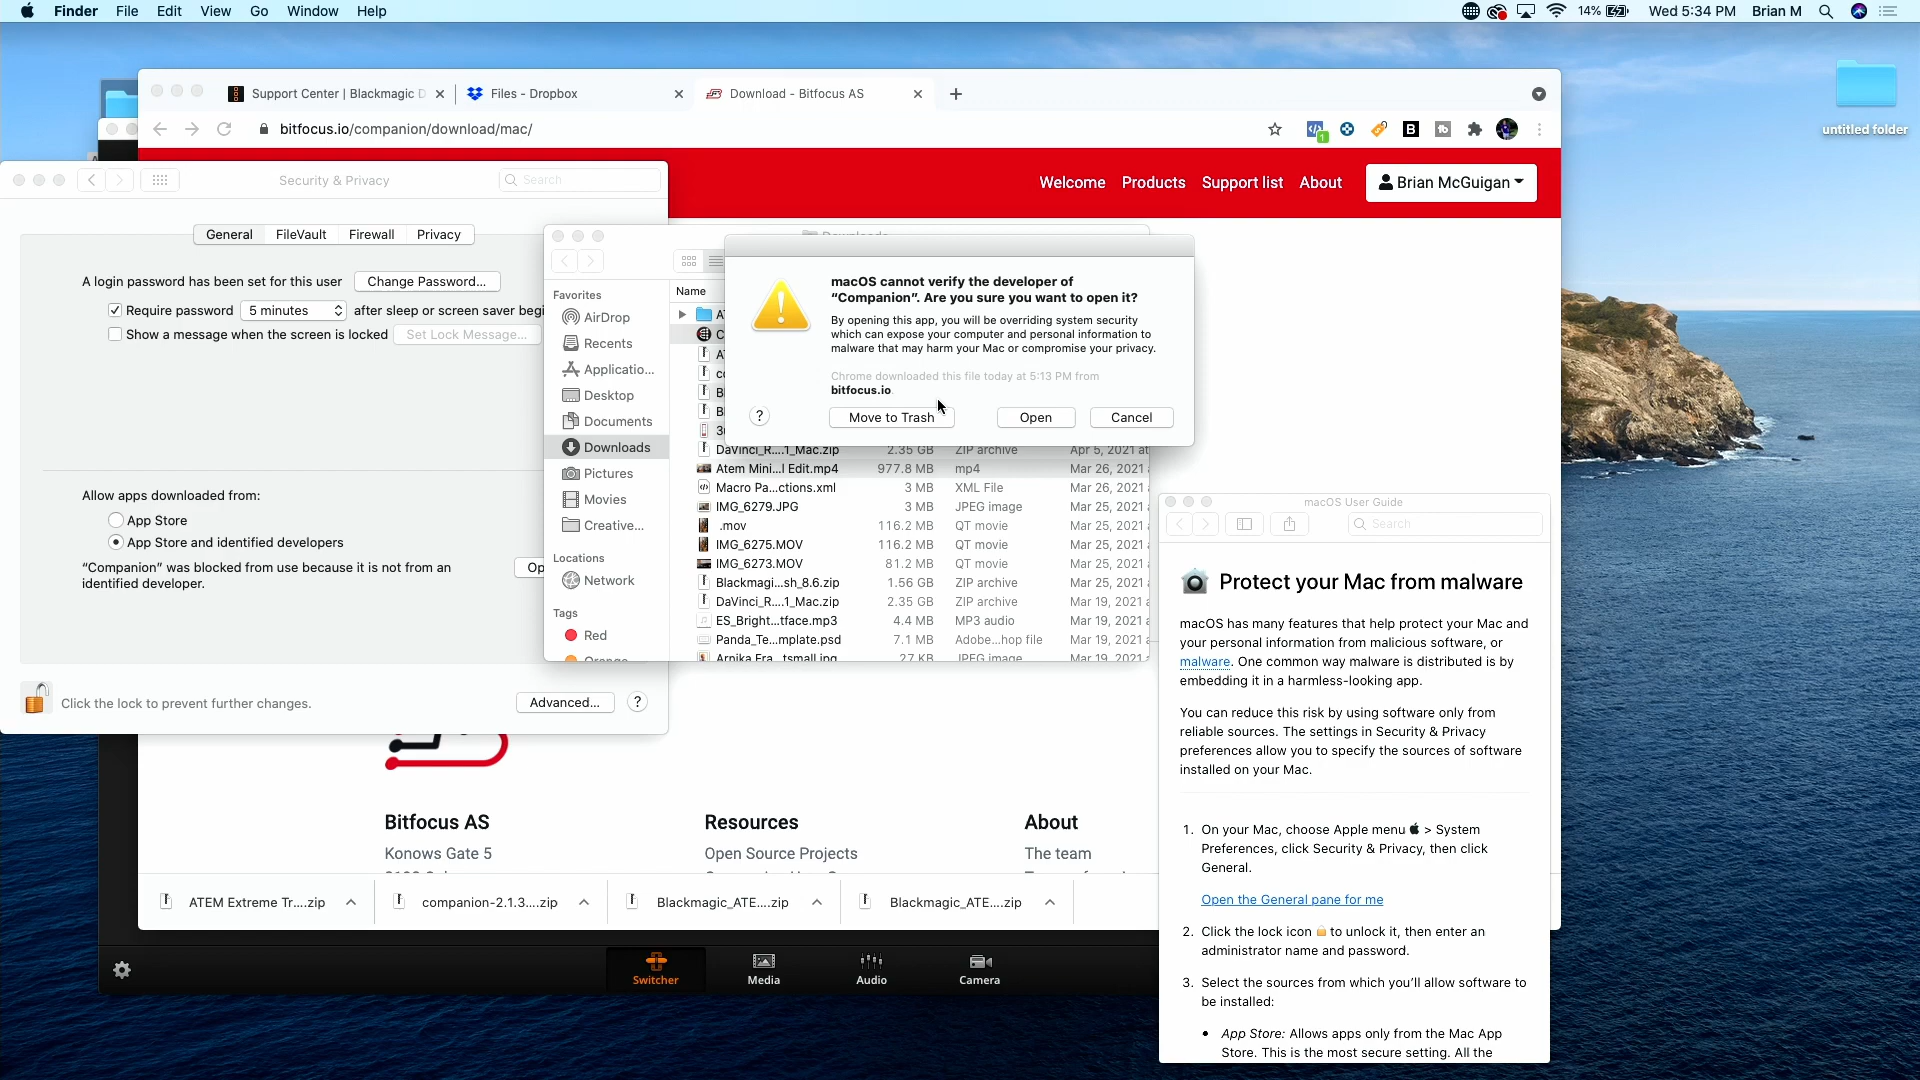 Finder File Edit View Go Window Help
14% Wed 5:34 PM Brian M
untitled folder
Support Center | Blackmagic D
Files - Dropbox
Download - Bitfocus AS
bitfocus.io/companion/download/mac/
1
Welcome Products Support list About
Brian McGuigan
Security & Privacy
Search
General FileVault Firewall Privacy
A login password has been set for this user
Change Password...
Require password 5 minutes after sleep or screen saver begi
Show a message when the screen is locked
Set Lock Message...
Allow apps downloaded from:
App Store
App Store and identified developers
“Companion” was blocked from use because it is not from an
identified developer.
Op
Click the lock to prevent further changes.
Advanced...
?
Downloads
Favorites
AirDrop
Recents
Applicatio...
Desktop
Documents
Downloads
Pictures
Movies
Creative...
Locations
Network
Tags
Red
Orange
Name
DaVinci_R....1_Mac.zip 2.35 GB ZIP archive Apr 5, 2021 at
Atem Mini...l Edit.mp4 977.8 MB mp4 Mar 26, 2021
Macro Pa...ctions.xml 3 MB XML File Mar 26, 2021
IMG_6279.JPG 3 MB JPEG image Mar 25, 2021
.mov 116.2 MB QT movie Mar 25, 2021
IMG_6275.MOV 116.2 MB QT movie Mar 25, 2021
IMG_6273.MOV 81.2 MB QT movie Mar 25, 2021
Blackmagi...sh_8.6.zip 1.56 GB ZIP archive Mar 25, 2021
DaVinci_R....1_Mac.zip 2.35 GB ZIP archive Mar 19, 2021
ES_Bright...tface.mp3 4.4 MB MP3 audio Mar 19, 2021
Panda_Te...mplate.psd 7.1 MB Adobe...hop file Mar 19, 2021
27 KB JPEG image Mar 19, 2021
macOS cannot verify the developer of
“Companion”. Are you sure you want to open it?
By opening this app, you will be overriding system security
which can expose your computer and personal information to
malware that may harm your Mac or compromise your privacy.
Chrome downloaded this file today at 5:13 PM from
bitfocus.io
?
Move to Trash
Open
Cancel
macOS User Guide
Search
Protect your Mac from malware
macOS has many features that help protect your Mac and
your personal information from malicious software, or
malware. One common way malware is distributed is by
embedding it in a harmless-looking app.
You can reduce this risk by using software only from
reliable sources. The settings in Security & Privacy
preferences allow you to specify the sources of software
installed on your Mac.
1. On your Mac, choose Apple menu > System
Preferences, click Security & Privacy, then click
General.
Open the General pane for me
2. Click the lock icon to unlock it, then enter an
administrator name and password.
3. Select the sources from which you’ll allow software to
be installed:
• App Store: Allows apps only from the Mac App
Store. This is the most secure setting. All the
Bitfocus AS
Konows Gate 5
Resources
Open Source Projects
About
The team
ATEM Extreme Tr....zip
companion-2.1.3....zip
Blackmagic_ATE....zip
Blackmagic_ATE....zip
Switcher
Media
Audio
Camera